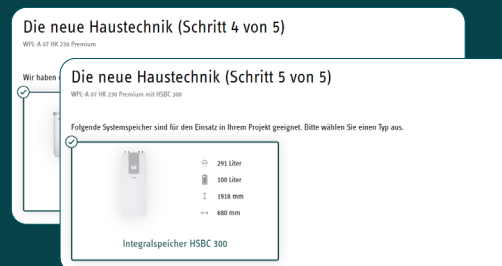 Die neue Haustechnik (Schritt 4 von 5)
WPL-A 07 HK 230 Premium
Wir haben
Die neue Haustechnik (Schritt 5 von 5)
WPL-A 07 HK 230 Premium mit HSBC 300
Folgende Systemspeicher sind für den Einsatz in Ihrem Projekt geeignet. Bitte wählen Sie einen Typ aus.
291 Liter
100 Liter
1918 mm
680 mm
Integralspeicher HSBC 300